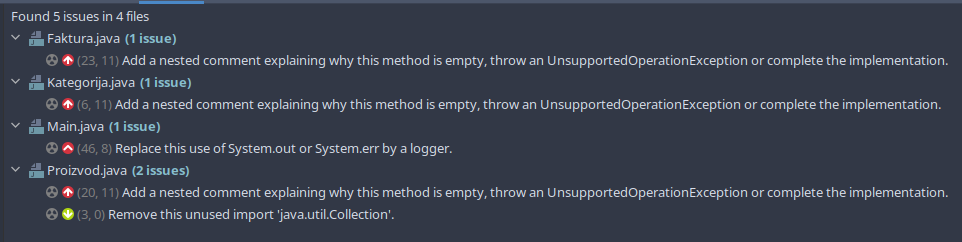 Found 5 issues in 4 files
Faktura.java (1 issue)
(23, 11) Add a nested comment explaining why this method is empty, throw an UnsupportedOperationException or complete the implementation.
Kategorija.java (1 issue)
(6, 11) Add a nested comment explaining why this method is empty, throw an UnsupportedOperationException or complete the implementation.
Main.java (1 issue)
(46, 8) Replace this use of System.out or System.err by a logger.
Proizvod.java (2 issues)
(20, 11) Add a nested comment explaining why this method is empty, throw an UnsupportedOperationException or complete the implementation.
(3, 0) Remove this unused import 'java.util.Collection'.